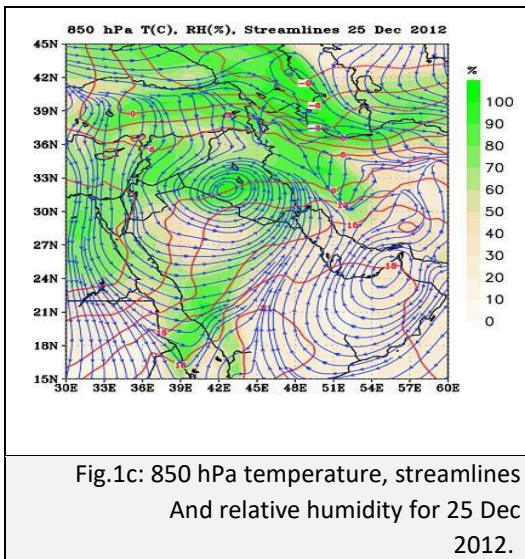 850 hPa T(C), RH(%), Streamlines 25 Dec 2012
45N
42N
39N
36N
33N
30N
27N
24N
21N
18N
15N
30E 33E 36E 39E 42E 45E 48E 51E 54E 57E 60E
%
100
90
80
70
60
50
40
30
20
10
0
Fig.1c: 850 hPa temperature, streamlines
And relative humidity for 25 Dec
2012.